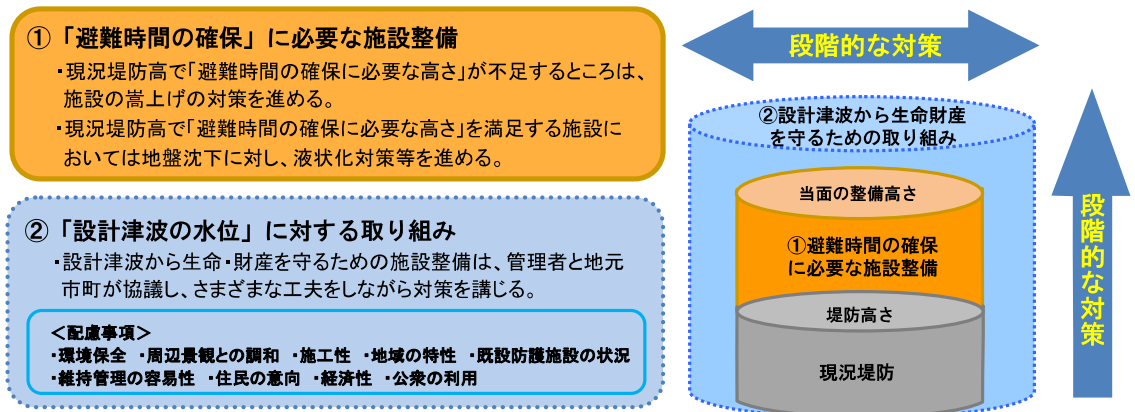 ①「避難時間の確保」に必要な施設整備
・現況堤防高で「避難時間の確保に必要な高さ」が不足するところは、
施設の嵩上げの対策を進める。
・現況堤防高で「避難時間の確保に必要な高さ」を満足する施設に
おいては地盤沈下に対し、液状化対策等を進める。
②「設計津波の水位」に対する取り組み
・設計津波から生命・財産を守るための施設整備は、管理者と地元
市町が協議し、さまざまな工夫をしながら対策を講じる。
＜配慮事項＞
・環境保全 ・周辺景観との調和 ・施工性 ・地域の特性 ・既設防護施設の状況
・維持管理の容易性 ・住民の意向 ・経済性 ・公衆の利用
段階的な対策
②設計津波から生命財産
を守るための取り組み
当面の整備高さ
①避難時間の確保
に必要な施設整備
堤防高さ
現況堤防
段階的な対策